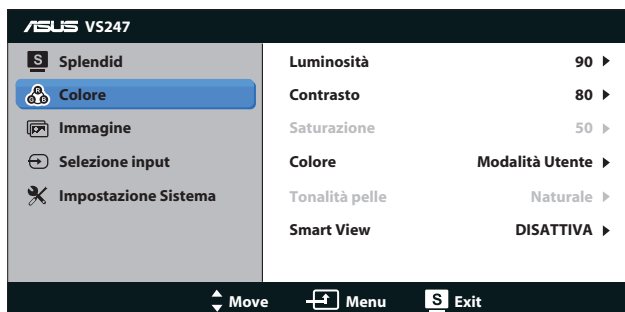 ASUS VS247
S Splendid
R G B Colore
Immagine
Selezione input
Impostazione Sistema
Luminosità 90
Contrasto 80
Saturazione 50
Colore Modalità Utente
Tonalità pelle Naturale
Smart View DISATTIVA
Move Menu S Exit